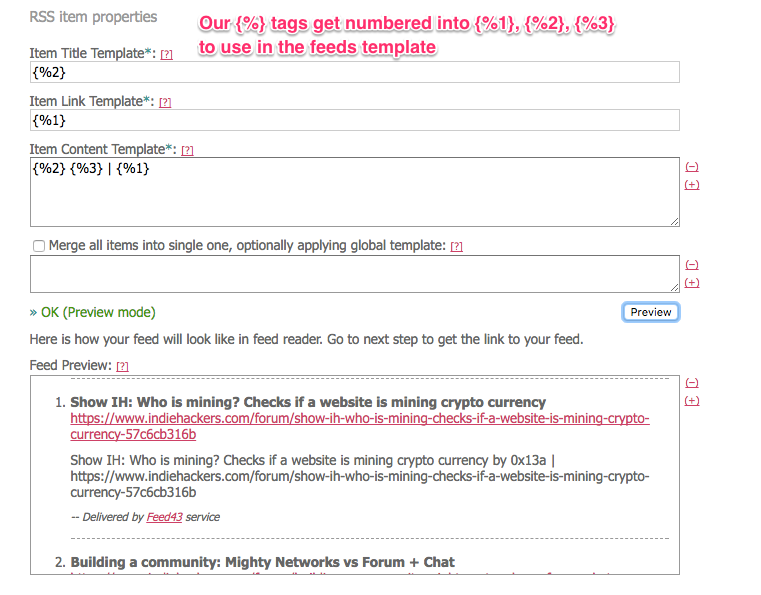 RSS item properties
Our {%} tags get numbered into {%1}, {%2}, {%3}
to use in the feeds template
Item Title Template*: [?]
{%2}
Item Link Template*: [?]
{%1}
Item Content Template*: [?]
{%2} {%3} | {%1}
(−)
(+)
Merge all items into single one, optionally applying global template: [?]
(−)
(+)
» OK (Preview mode)
Preview
Here is how your feed will look like in feed reader. Go to next step to get the link to your feed.
Feed Preview: [?]
(−)
(+)
1. Show IH: Who is mining? Checks if a website is mining crypto currency
https://www.indiehackers.com/forum/show-ih-who-is-mining-checks-if-a-website-is-mining-crypto-
currency-57c6cb316b
Show IH: Who is mining? Checks if a website is mining crypto currency by 0x13a |
https://www.indiehackers.com/forum/show-ih-who-is-mining-checks-if-a-website-is-mining-crypto-
currency-57c6cb316b
-- Delivered by Feed43 service
2. Building a community: Mighty Networks vs Forum + Chat